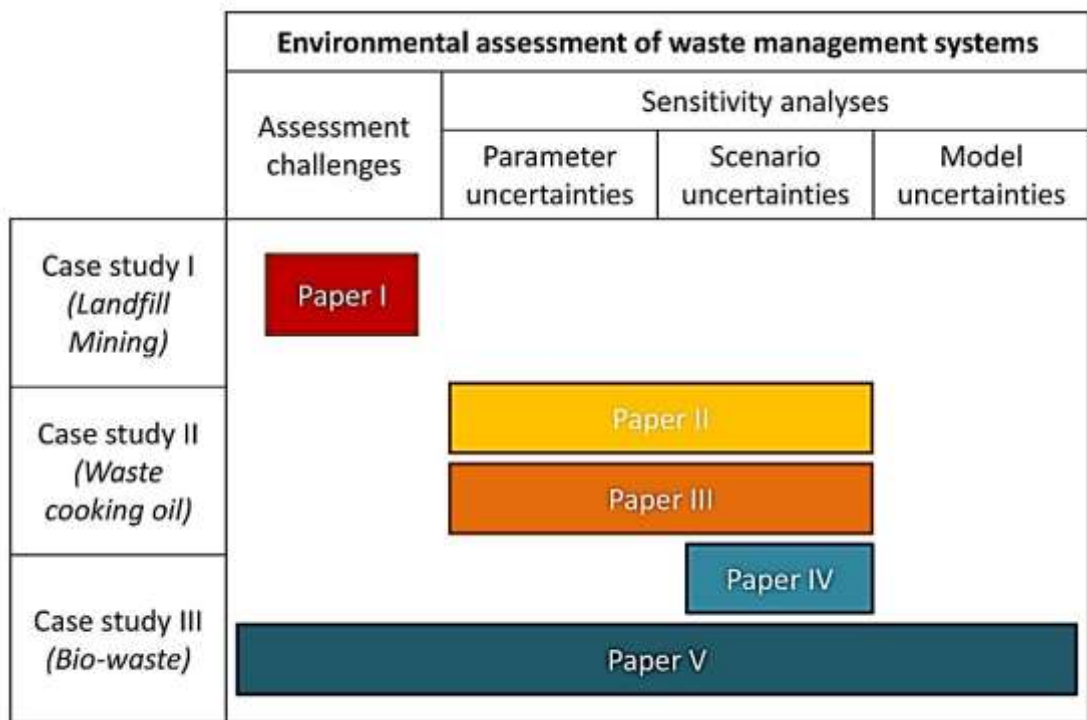 Environmental assessment of waste management systems
Assessment
challenges
Sensitivity analyses
Parameter
uncertainties
Scenario
uncertainties
Model
uncertainties
Case study I
(Landfill
Mining)
Paper I
Case study II
(Waste
cooking oil)
Paper II
Paper III
Case study III
(Bio-waste)
Paper IV
Paper V